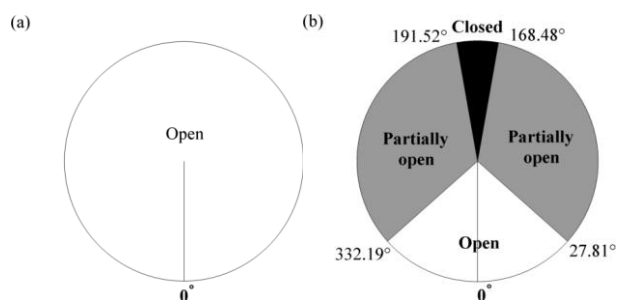 (a)
Open
0°
(b)
Closed
191.52°
168.48°
Partially
open
Partially
open
332.19°
Open
27.81°
0°